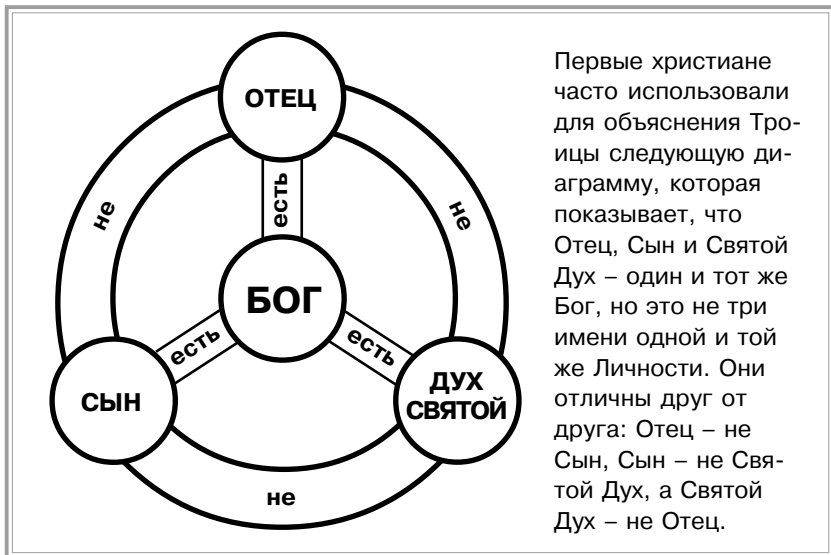 ОТЕЦ
не
не
есть
БОГ
есть
есть
СЫН
ДУХ
СВЯТОЙ
не
Первые христиане
часто использовали
для объяснения Тро-
ицы следующую ди-
аграмму, которая
показывает, что
Отец, Сын и Святой
Дух – один и тот же
Бог, но это не три
имени одной и той
же Личности. Они
отличны друг от
друга: Отец – не
Сын, Сын – не Свя-
той Дух, а Святой
Дух – не Отец.